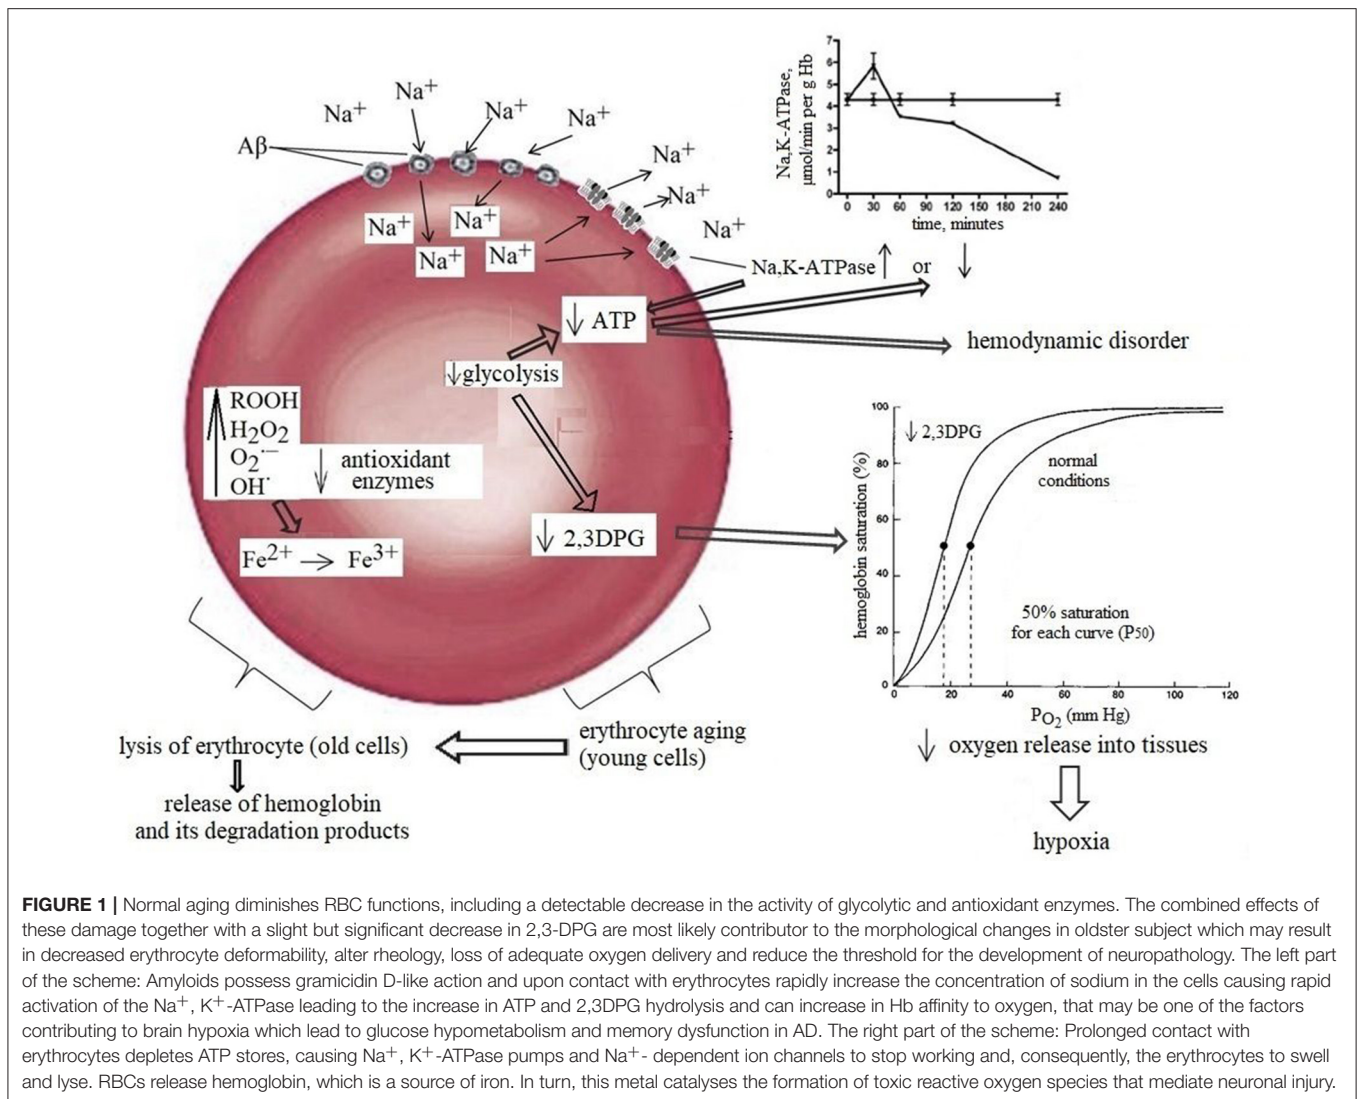 Na+
Na+
Na+
Na+
Aβ
Na+
Na+
Na+
Na+
Na+
Na+
Na+
Na,K-ATPase,
μmol/min per g Hb
7
6
5
4
3
2
1
0
0 30 60 90 120 150 180 210 240
time, minutes
Na,K-ATPase ↑ or ↓
↓ ATP
hemodynamic disorder
↓glycolysis
ROOH
H2O2
O2·−
OH·
↓ antioxidant
enzymes
Fe2+ → Fe3+
↓ 2,3DPG
hemoglobin saturation (%)
100
80
60
40
20
0
↓ 2,3DPG
normal
conditions
50% saturation
for each curve (P50)
0 20 40 60 80 100 120
PO2 (mm Hg)
↓ oxygen release into tissues
hypoxia
erythrocyte aging
(young cells)
lysis of erythrocyte (old cells)
release of hemoglobin
and its degradation products
FIGURE 1 | Normal aging diminishes RBC functions, including a detectable decrease in the activity of glycolytic and antioxidant enzymes. The combined effects of
these damage together with a slight but significant decrease in 2,3-DPG are most likely contributor to the morphological changes in oldster subject which may result
in decreased erythrocyte deformability, alter rheology, loss of adequate oxygen delivery and reduce the threshold for the development of neuropathology. The left part
of the scheme: Amyloids possess gramicidin D-like action and upon contact with erythrocytes rapidly increase the concentration of sodium in the cells causing rapid
activation of the Na+, K+-ATPase leading to the increase in ATP and 2,3DPG hydrolysis and can increase in Hb affinity to oxygen, that may be one of the factors
contributing to brain hypoxia which lead to glucose hypometabolism and memory dysfunction in AD. The right part of the scheme: Prolonged contact with
erythrocytes depletes ATP stores, causing Na+, K+-ATPase pumps and Na+- dependent ion channels to stop working and, consequently, the erythrocytes to swell
and lyse. RBCs release hemoglobin, which is a source of iron. In turn, this metal catalyses the formation of toxic reactive oxygen species that mediate neuronal injury.